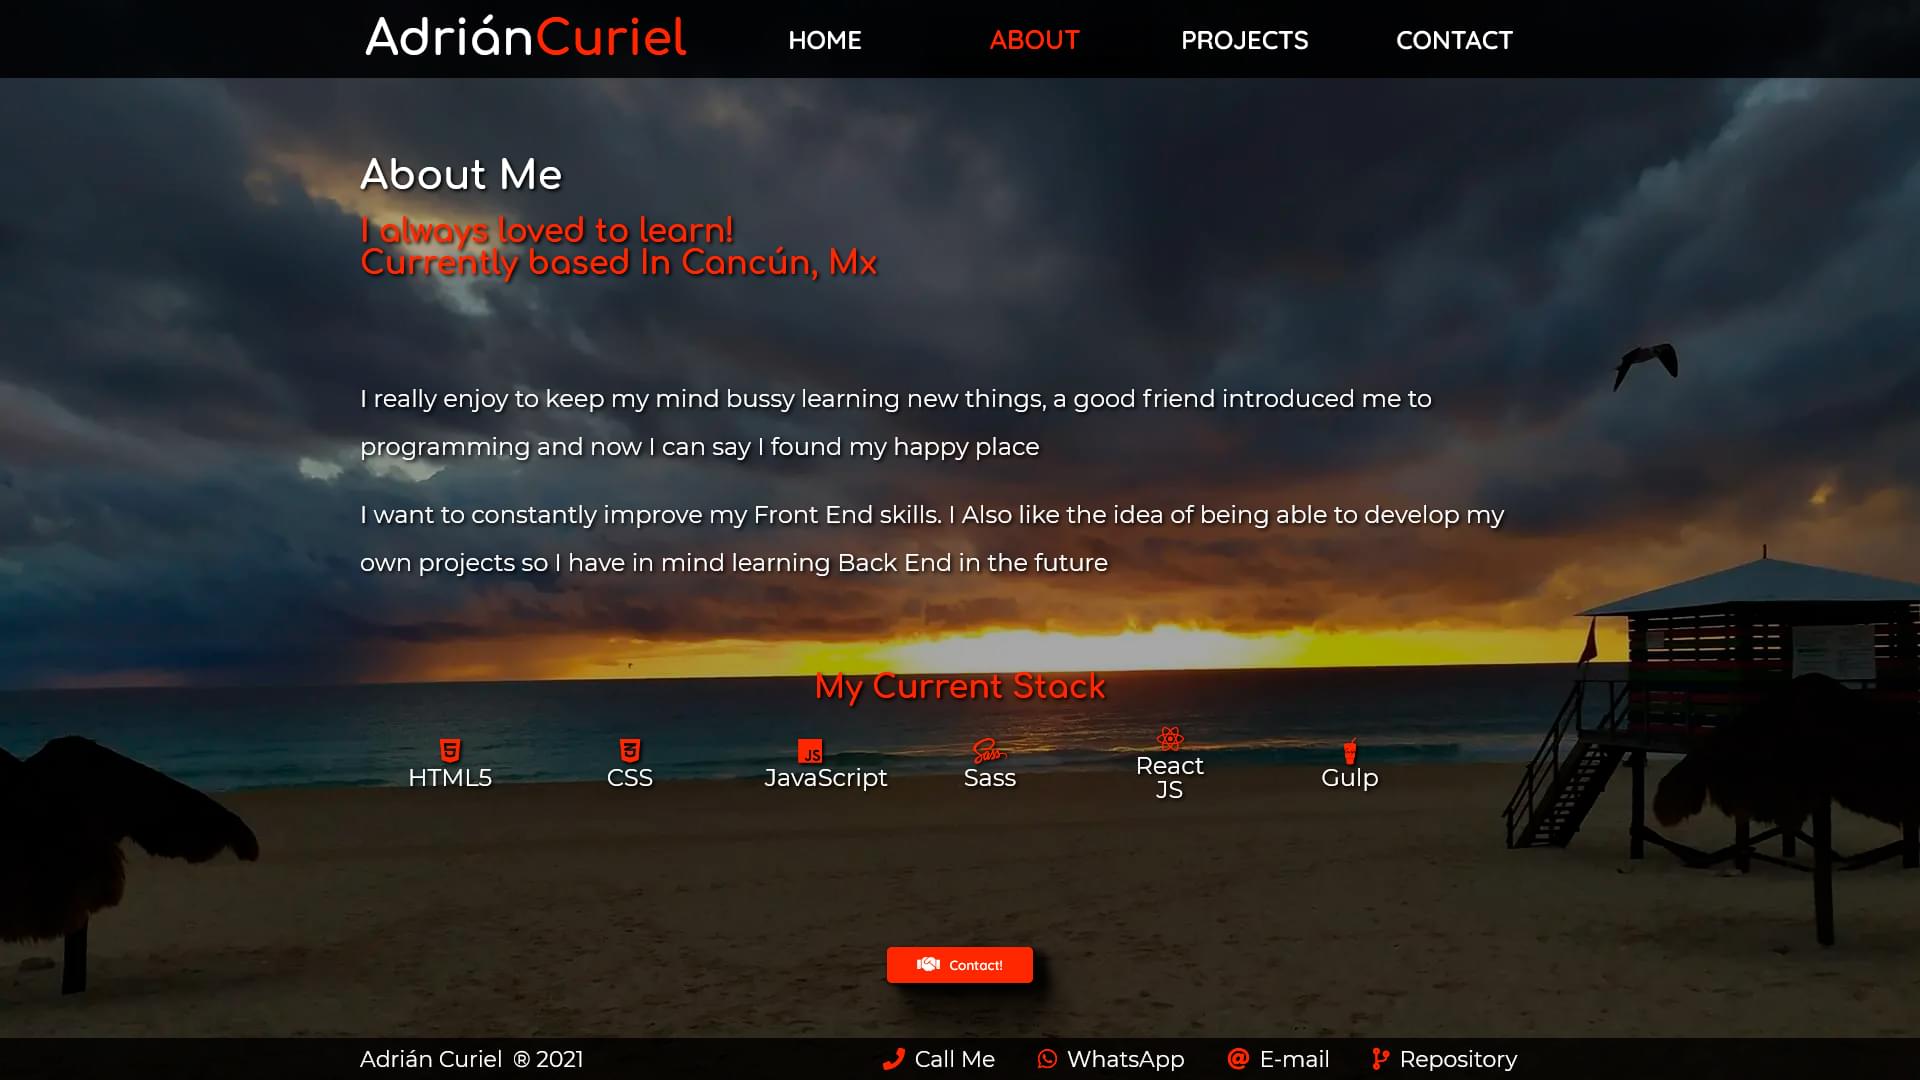 AdriánCuriel HOME ABOUT PROJECTS CONTACT
About Me
I always loved to learn!
Currently based In Cancún, Mx
I really enjoy to keep my mind bussy learning new things, a good friend introduced me to
programming and now I can say I found my happy place
I want to constantly improve my Front End skills. I Also like the idea of being able to develop my
own projects so I have in mind learning Back End in the future
My Current Stack
HTML5 CSS JavaScript Sass React JS Gulp
Contact!
Adrián Curiel ® 2021 Call Me WhatsApp E-mail Repository